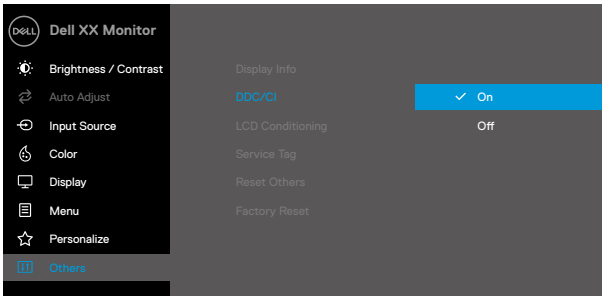 DELL
Dell XX Monitor
Brightness / Contrast
Auto Adjust
Input Source
Color
Display
Menu
Personalize
Others
Display Info
DDC/CI
LCD Conditioning
Service Tag
Reset Others
Factory Reset
On
Off